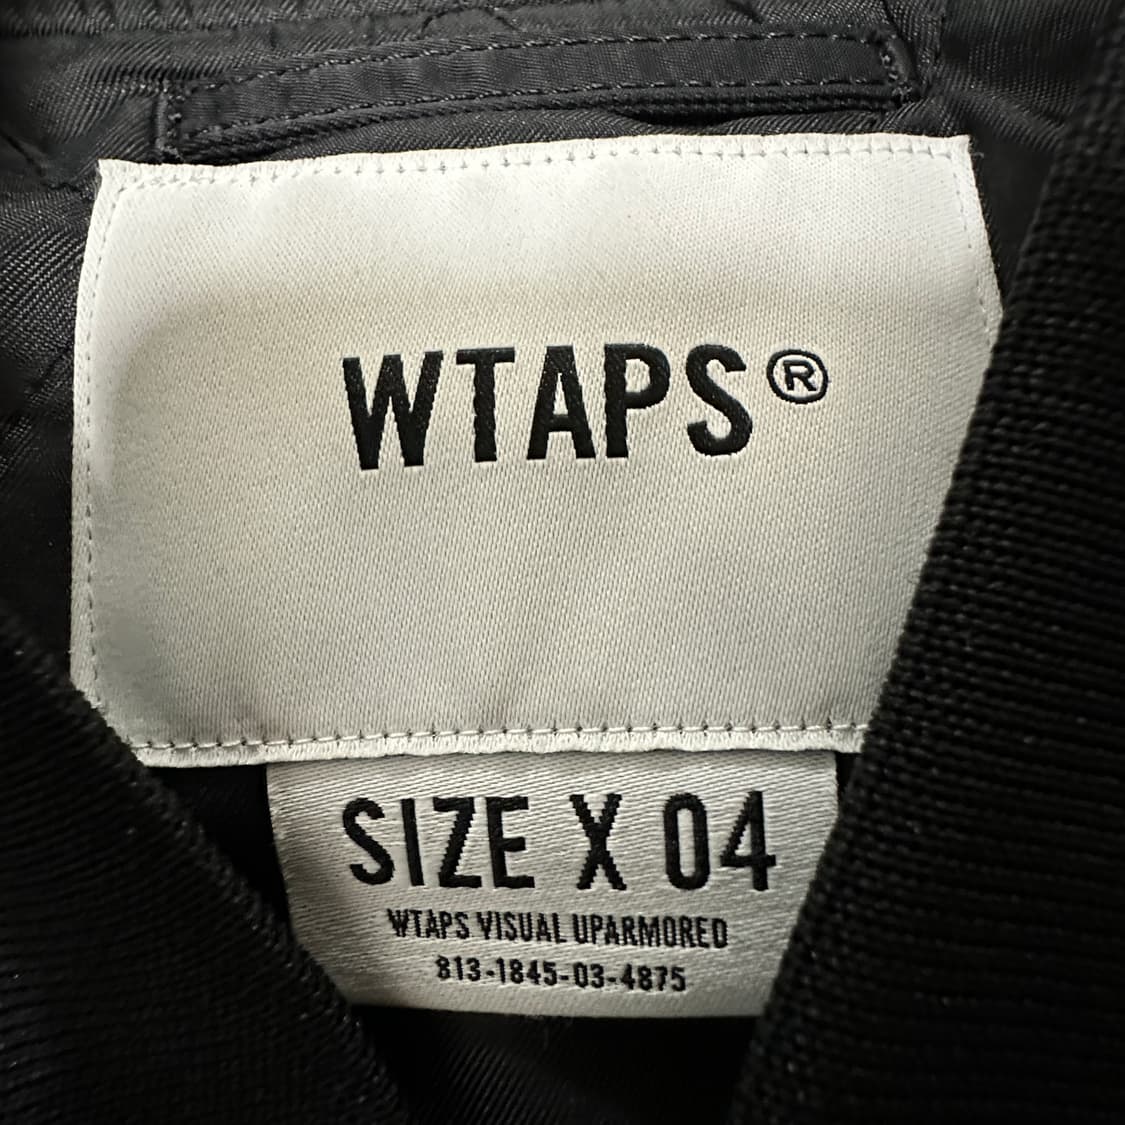 WTAPS®
SIZE X 04
WTAPS VISUAL UPARMORED
813-1845-03-4875